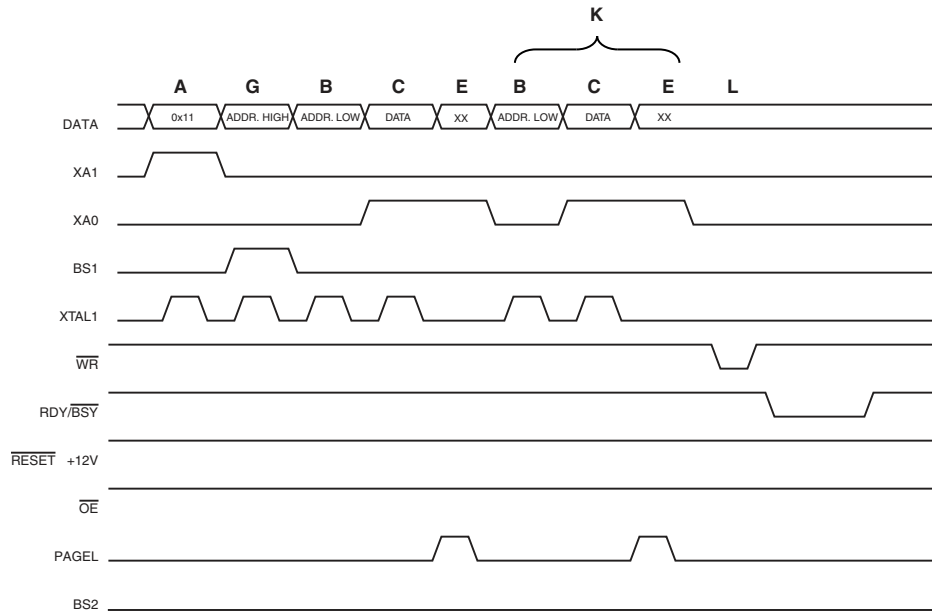 K
A G B C E B C E L
DATA 0x11 ADDR. HIGH ADDR. LOW DATA XX ADDR. LOW DATA XX
XA1
XA0
BS1
XTAL1
WR
RDY/BSY
RESET +12V
OE
PAGEL
BS2